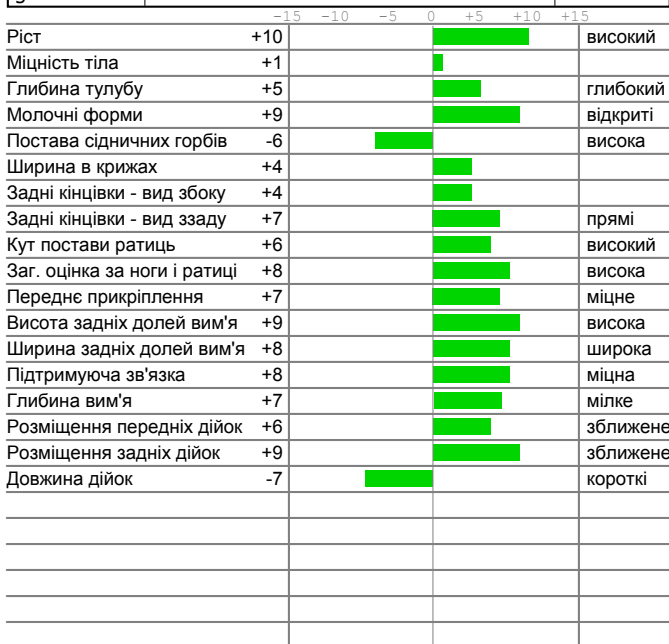 -15 -10 -5 0 +5 +10 +15
Ріст +10 високий
Міцність тіла +1
Глибина тулубу +5 глибокий
Молочні форми +9 відкриті
Постава сідничних горбів -6 висока
Ширина в крижах +4
Задні кінцівки - вид збоку +4
Задні кінцівки - вид ззаду +7 прямі
Кут постави ратиць +6 високий
Заг. оцінка за ноги і ратиці +8 висока
Переднє прикріплення +7 міцне
Висота задніх долей вим'я +9 висока
Ширина задніх долей вим'я +8 широка
Підтримуюча зв'язка +8 міцна
Глибина вим'я +7 мілке
Розміщення передніх дійок +6 зближене
Розміщення задніх дійок +9 зближене
Довжина дійок -7 короткі